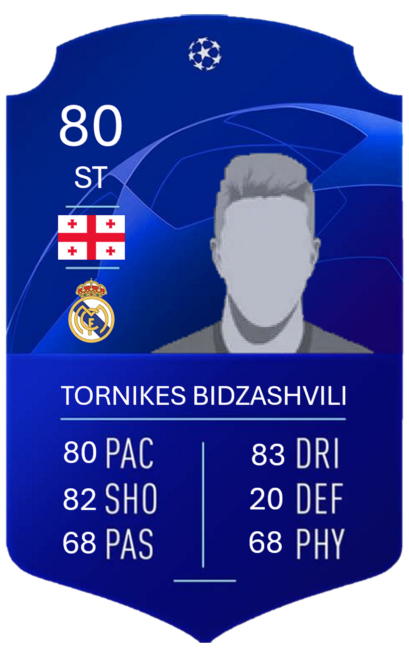 80
ST
TORNIKES BIDZASHVILI
80 PAC
83 DRI
82 SHO
20 DEF
68 PAS
68 PHY